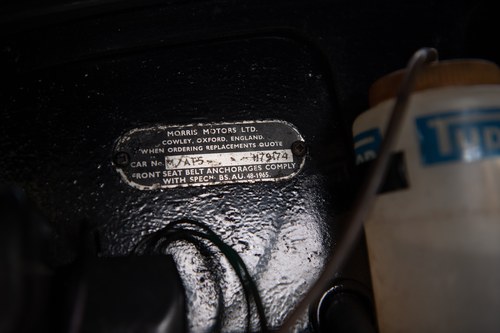 MORRIS MOTORS LTD.
COWLEY, OXFORD, ENGLAND.
WHEN ORDERING REPLACEMENTS QUOTE
CAR No.
FRONT SEAT BELT ANCHORAGES COMPLY
WITH SPECN. BS.AU.48-1965.